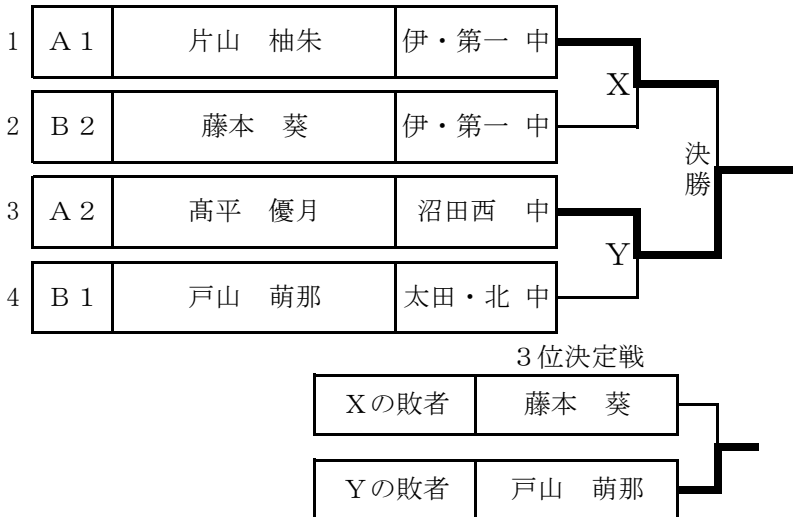 1 A1 片山 柚朱 伊・第一 中
X
2 B2 藤本 葵 伊・第一 中
決勝
3 A2 髙平 優月 沼田西 中
Y
4 B1 戸山 萌那 太田・北 中
3位決定戦
Xの敗者 藤本 葵
Yの敗者 戸山 萌那